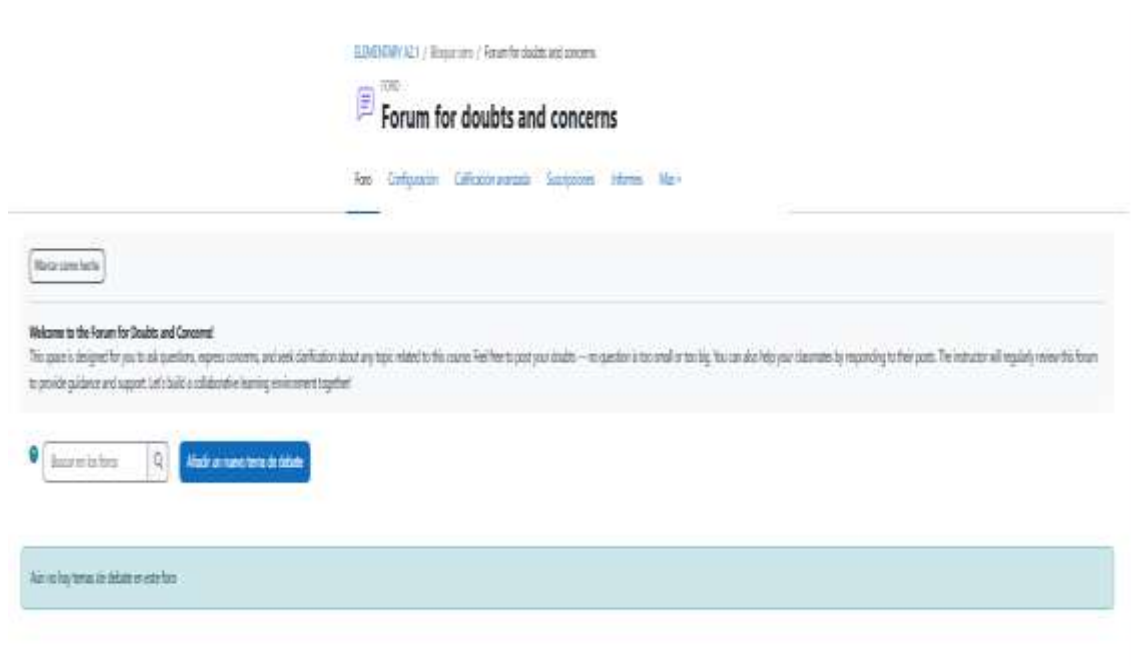 ELEMENTARY A2.1 / Bloque cero / Forum for doubts and concerns
FORO
Forum for doubts and concerns
Foro Configuración Calificación avanzada Suscripciones Informes Más
Marcar como hecha
Welcome to the Forum for Doubts and Concerns!
This space is designed for you to ask questions, express concerns, and seek clarification about any topic related to this course. Feel free to post your doubts — no question is too small or too big. You can also help your classmates by responding to their posts. The instructor will regularly review this forum
to provide guidance and support. Let's build a collaborative learning environment together!
Buscar en los foros Añadir un nuevo tema de debate
Aún no hay temas de debate en este foro